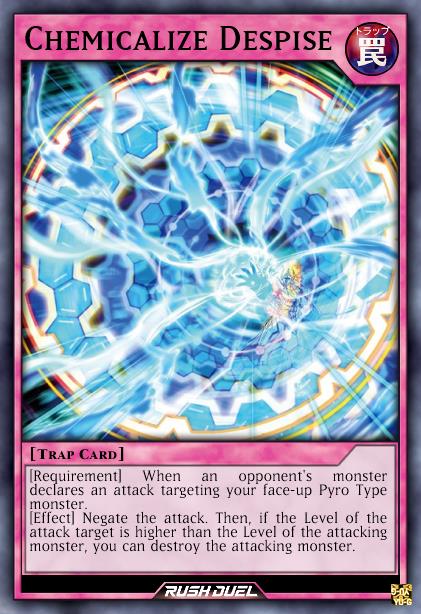 Chemicalize Despise
トラップ
罠
[Trap Card]
[Requirement] When an opponent's monster
declares an attack targeting your face-up Pyro Type
monster.
[Effect] Negate the attack. Then, if the Level of the
attack target is higher than the Level of the attacking
monster, you can destroy the attacking monster.
RUSH DUEL